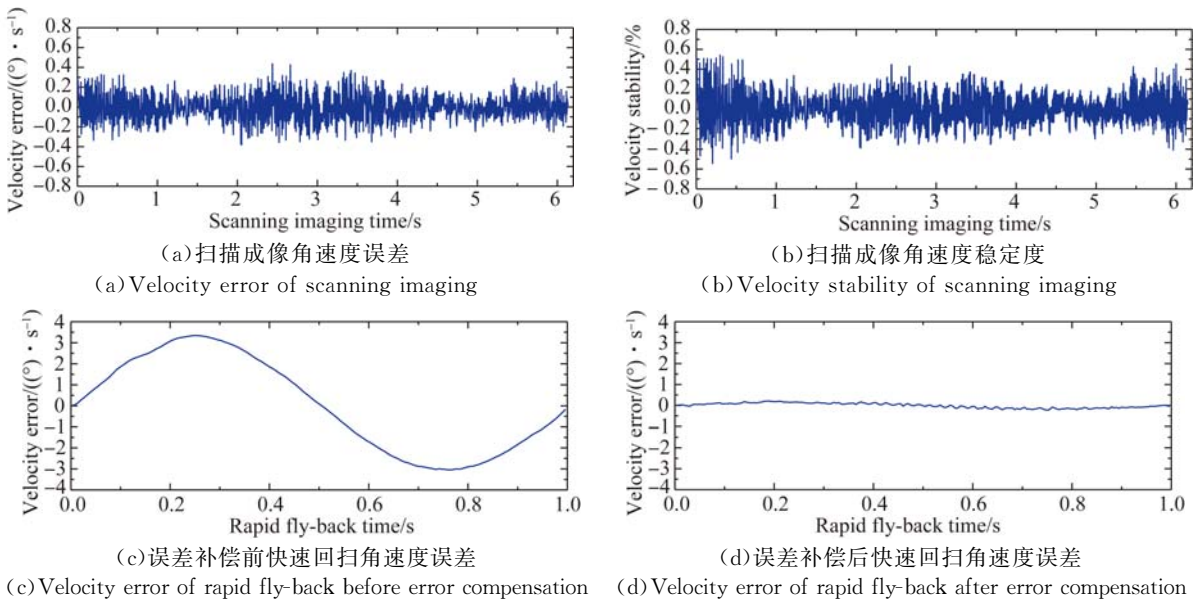 0.8
0.6
0.4
0.2
0.0
−0.2
−0.4
−0.6
−0.8
Velocity error/((°)·s⁻¹)
0 1 2 3 4 5 6
Scanning imaging time/s
(a)扫描成像角速度误差
(a)Velocity error of scanning imaging
0.8
0.6
0.4
0.2
0.0
−0.2
−0.4
−0.6
−0.8
Velocity stability/%
0 1 2 3 4 5 6
Scanning imaging time/s
(b)扫描成像角速度稳定度
(b)Velocity stability of scanning imaging
4
3
2
1
0
−1
−2
−3
−4
Velocity error/((°)·s⁻¹)
0.0 0.2 0.4 0.6 0.8 1.0
Rapid fly-back time/s
(c)误差补偿前快速回扫角速度误差
(c)Velocity error of rapid fly-back before error compensation
4
3
2
1
0
−1
−2
−3
−4
Velocity error/((°)·s⁻¹)
0.0 0.2 0.4 0.6 0.8 1.0
Rapid fly-back time/s
(d)误差补偿后快速回扫角速度误差
(d)Velocity error of rapid fly-back after error compensation